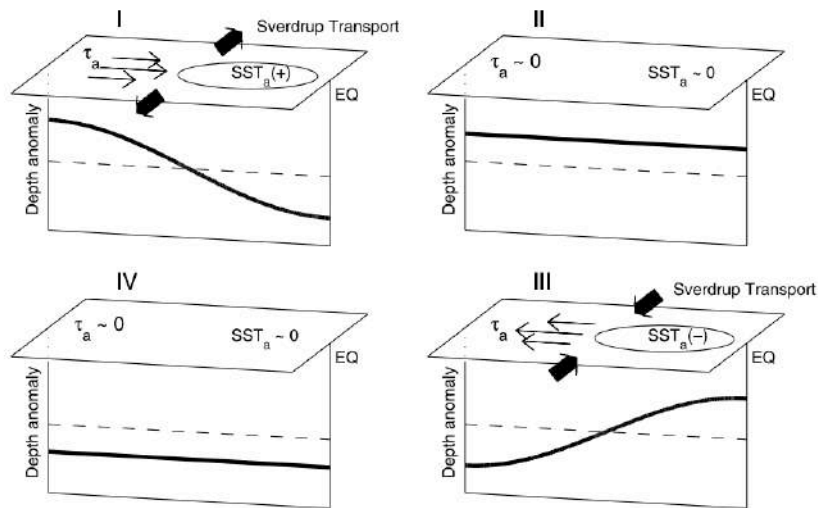 I
Sverdrup Transport
τa
SSTa(+)
EQ
Depth anomaly
II
τa ~ 0
SSTa ~ 0
EQ
Depth anomaly
IV
τa ~ 0
SSTa ~ 0
EQ
Depth anomaly
III
Sverdrup Transport
τa
SSTa(−)
EQ
Depth anomaly